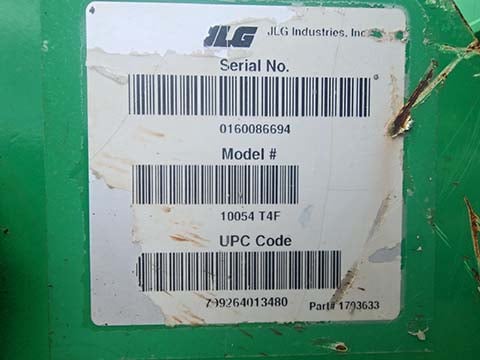 JLG JLG Industries, Inc.
Serial No.
0160086694
Model #
10054 T4F
UPC Code
799264013480 Part# 1703633